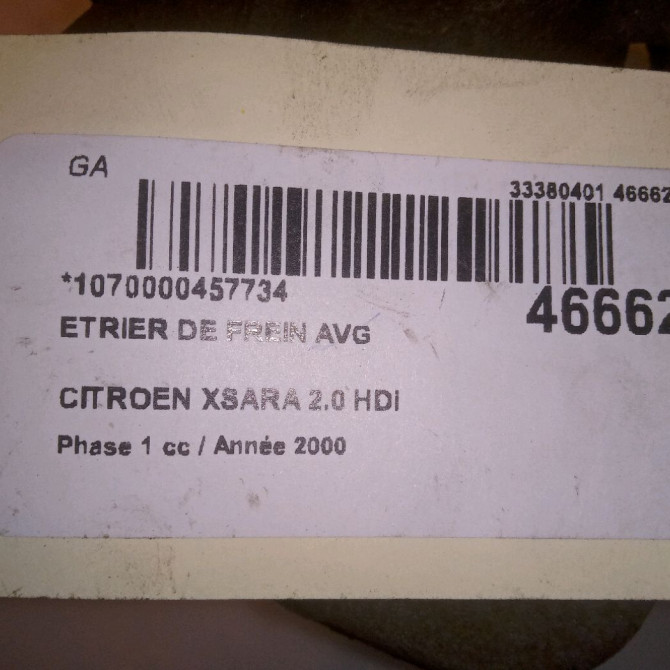 GA
33380401 46662
*1070000457734
46662
ETRIER DE FREIN AVG
CITROEN XSARA 2.0 HDI
Phase 1 cc / Année 2000